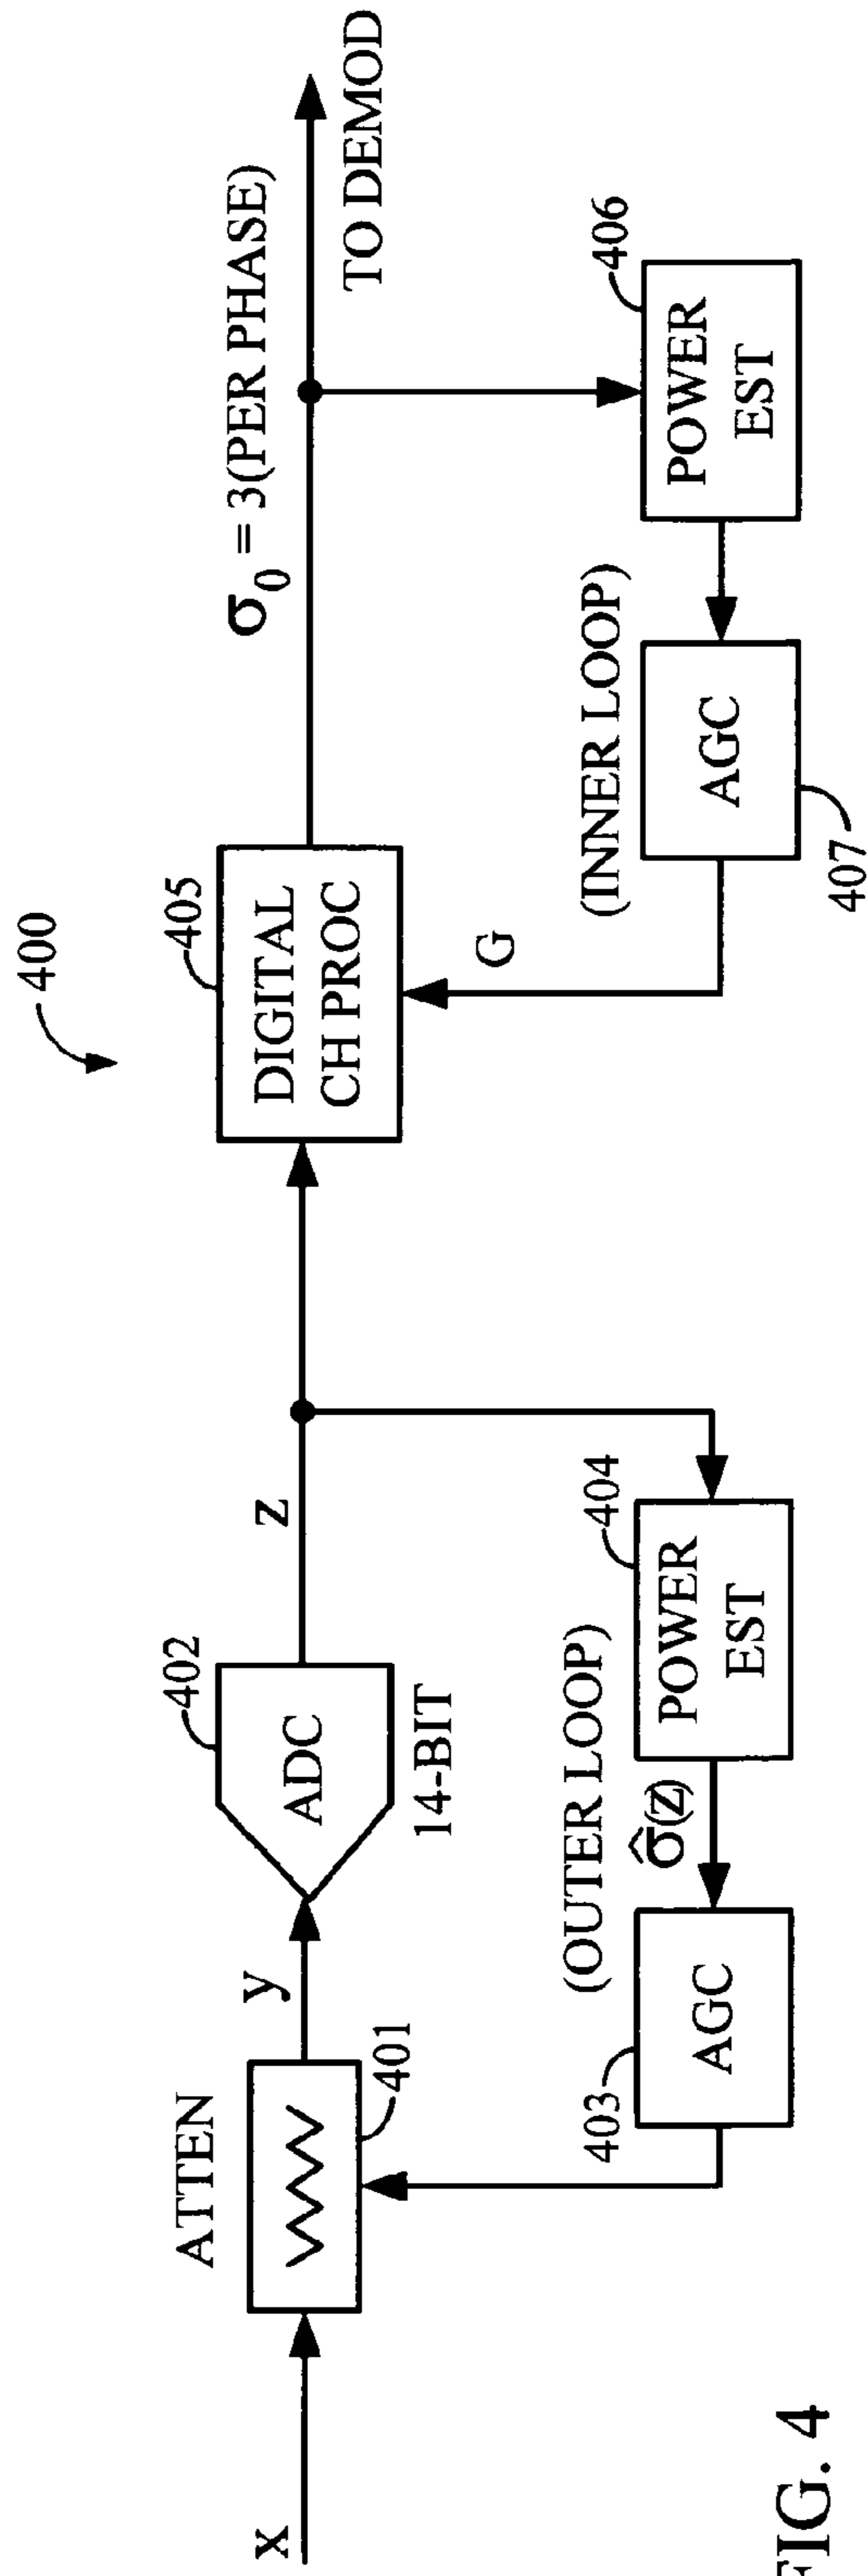 400
x
ATTEN
401
y
402
ADC
14-BIT
z
405
DIGITAL
CH PROC
σ0 = 3(PER PHASE)
TO DEMOD
(OUTER LOOP)
403
AGC
σ̂(z)
404
POWER
EST
G
(INNER LOOP)
AGC
407
406
POWER
EST
FIG. 4